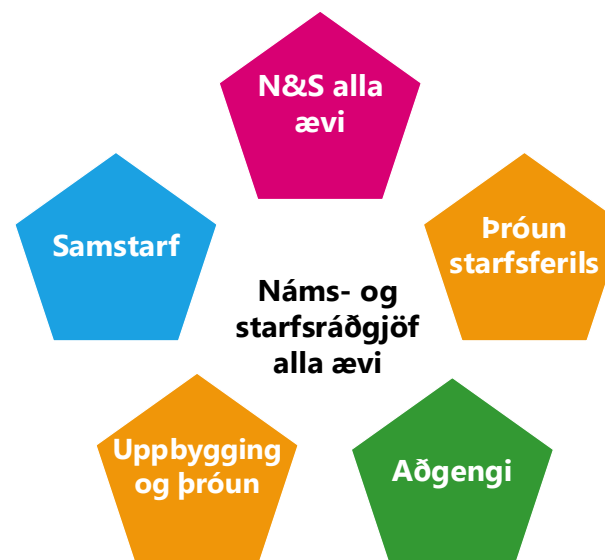 N&S alla
ævi
Þróun
starfsferils
Samstarf
Náms- og
starfsráðgjöf
alla ævi
Uppbygging
og þróun
Aðgengi